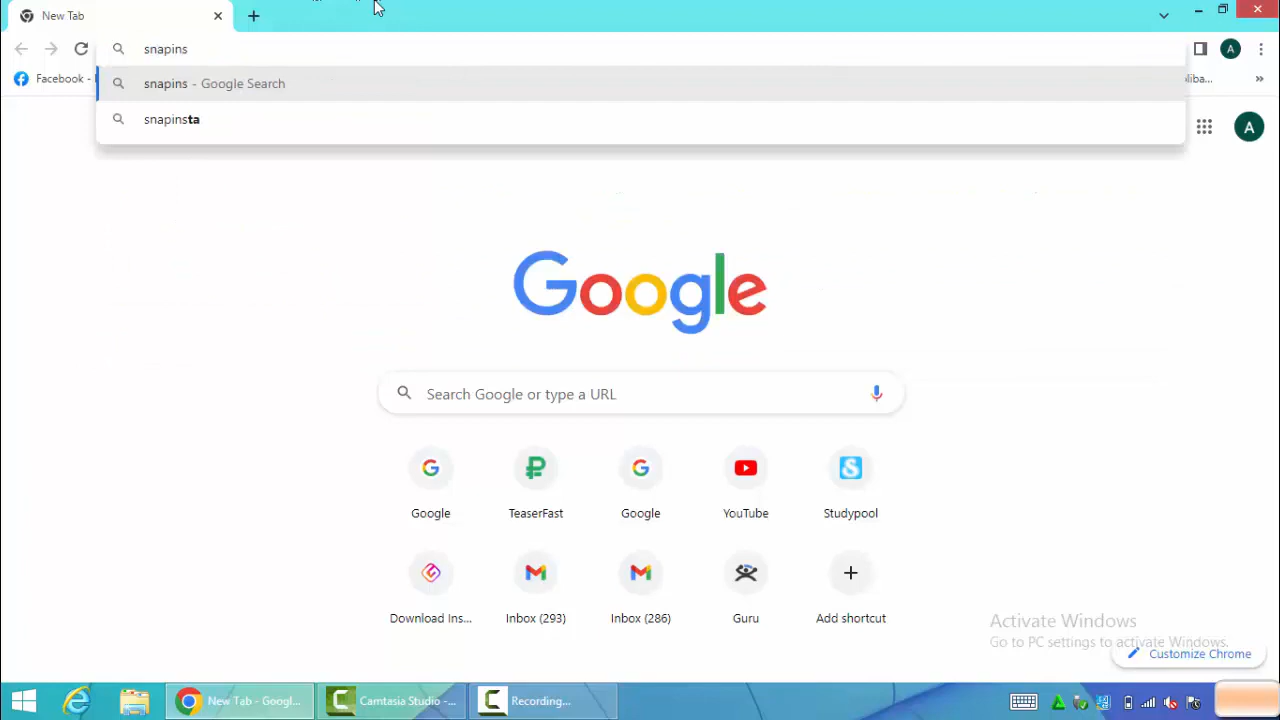 New Tab
snapins
Facebook -
oliba...
snapins - Google Search
snapinsta
A
A
Google
Search Google or type a URL
Google
TeaserFast
Google
YouTube
Studypool
Download Ins...
Inbox (293)
Inbox (286)
Guru
Add shortcut
Activate Windows
Go to PC settings to activate Windows.
Customize Chrome
New Tab - Googl...
Camtasia Studio -...
Recording...